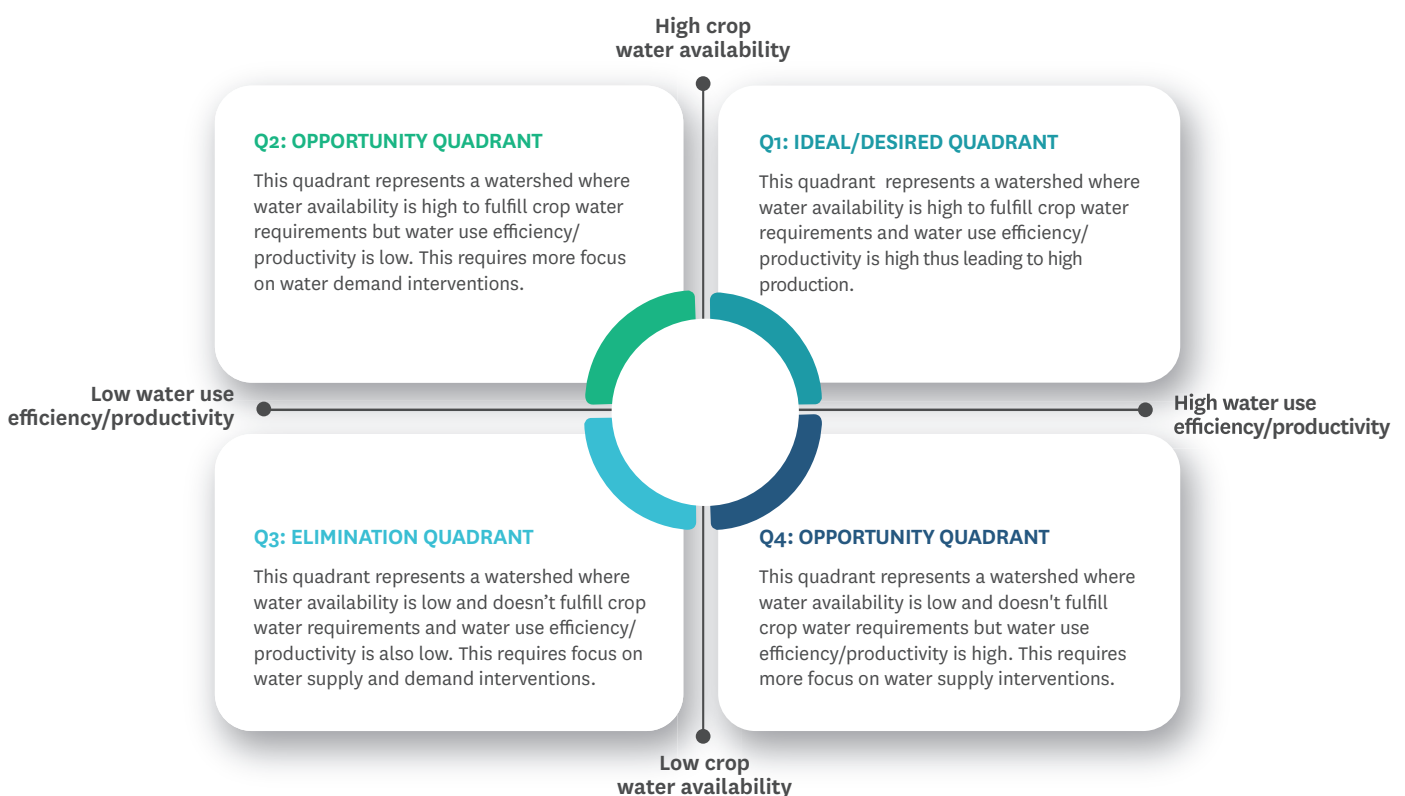 High crop
water availability
Q2: OPPORTUNITY QUADRANT
This quadrant represents a watershed where
water availability is high to fulfill crop water
requirements but water use efficiency/
productivity is low. This requires more focus
on water demand interventions.
Q1: IDEAL/DESIRED QUADRANT
This quadrant  represents a watershed where
water availability is high to fulfill crop water
requirements and water use efficiency/
productivity is high thus leading to high
production.
Low water use
efficiency/productivity
High water use
efficiency/productivity
Q3: ELIMINATION QUADRANT
This quadrant represents a watershed where
water availability is low and doesn’t fulfill crop
water requirements and water use efficiency/
productivity is also low. This requires focus on
water supply and demand interventions.
Q4: OPPORTUNITY QUADRANT
This quadrant represents a watershed where
water availability is low and doesn't fulfill
crop water requirements but water use
efficiency/productivity is high. This requires
more focus on water supply interventions.
Low crop
water availability